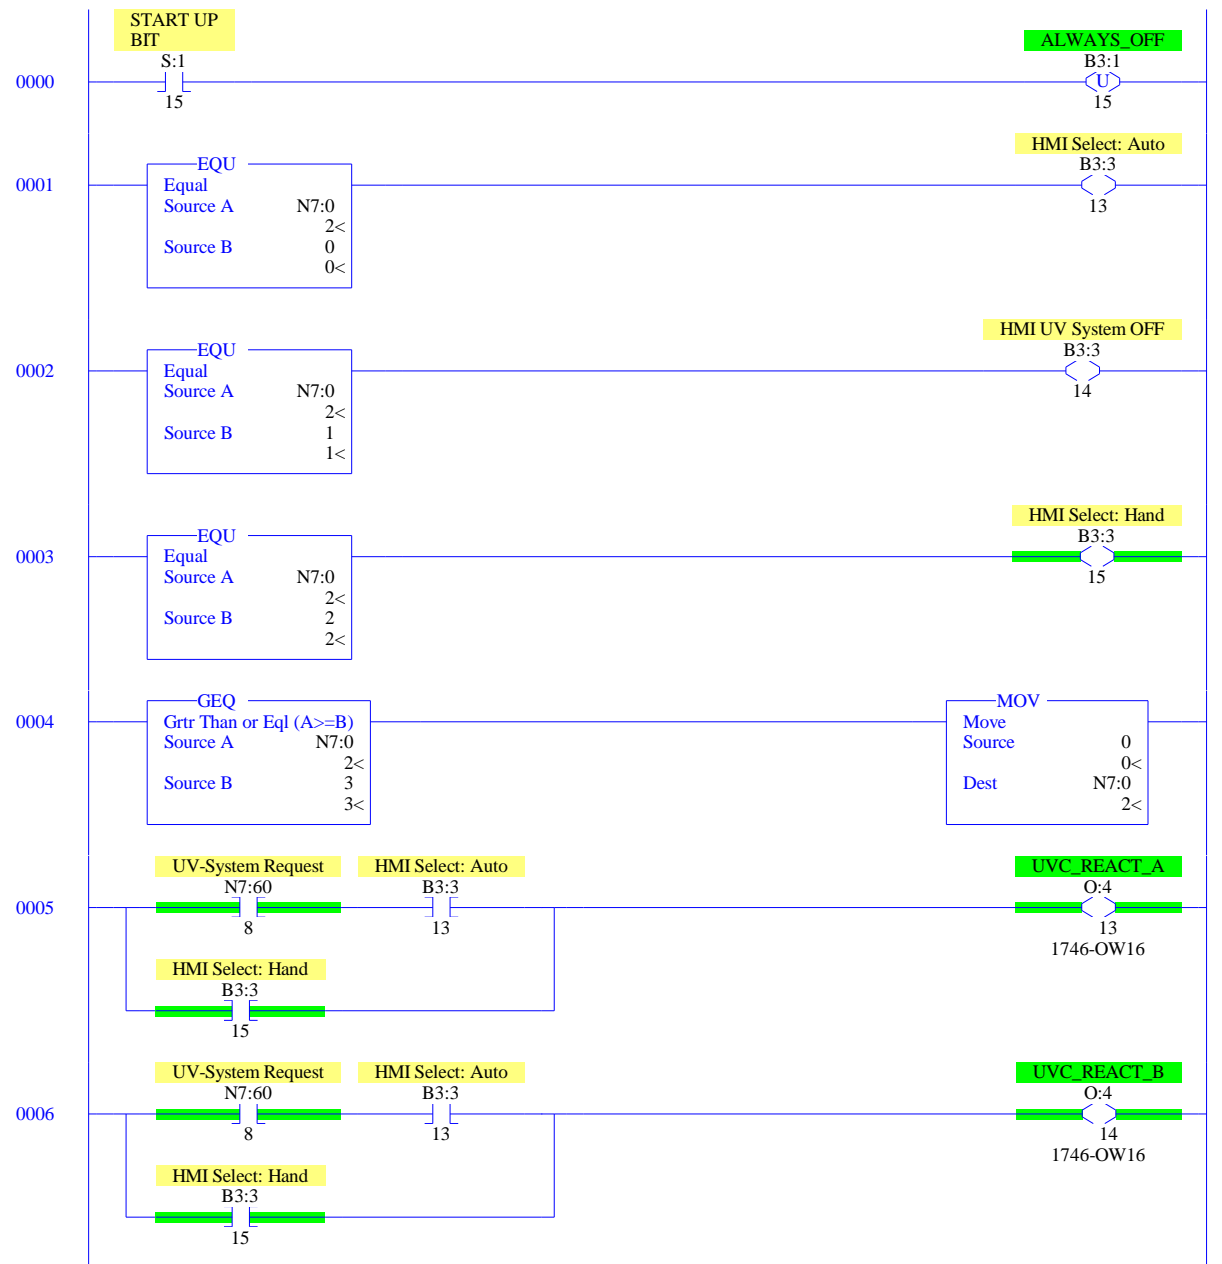 START UP
BIT
S:1
15
ALWAYS_OFF
B3:1
U
15
0000
HMI Select: Auto
B3:3
13
0001
EQU
Equal
Source A N7:0
2<
Source B 0
0<
HMI UV System OFF
B3:3
14
0002
EQU
Equal
Source A N7:0
2<
Source B 1
1<
HMI Select: Hand
B3:3
15
0003
EQU
Equal
Source A N7:0
2<
Source B 2
2<
0004
GEQ
Grtr Than or Eql (A>=B)
Source A N7:0
2<
Source B 3
3<
MOV
Move
Source 0
0<
Dest N7:0
2<
0005
UV-System Request
N7:60
8
HMI Select: Auto
B3:3
13
UVC_REACT_A
O:4
13
1746-OW16
HMI Select: Hand
B3:3
15
0006
UV-System Request
N7:60
8
HMI Select: Auto
B3:3
13
UVC_REACT_B
O:4
14
1746-OW16
HMI Select: Hand
B3:3
15